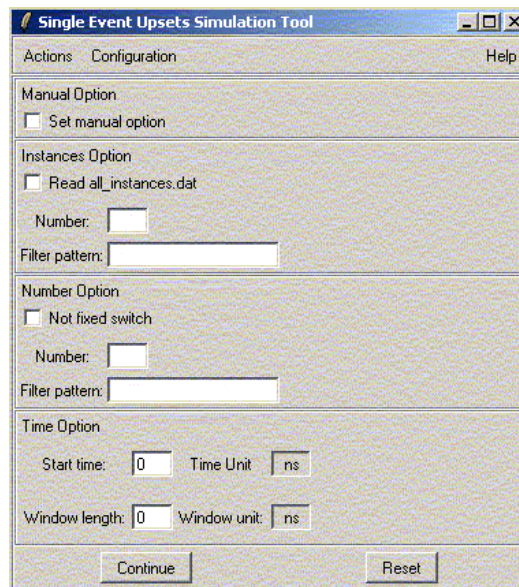 Single Event Upsets Simulation Tool
Actions Configuration Help
Manual Option
Set manual option
Instances Option
Read all_instances.dat
Number:
Filter pattern:
Number Option
Not fixed switch
Number:
Filter pattern:
Time Option
Start time: 0 Time Unit ns
Window length: 0 Window unit: ns
Continue Reset